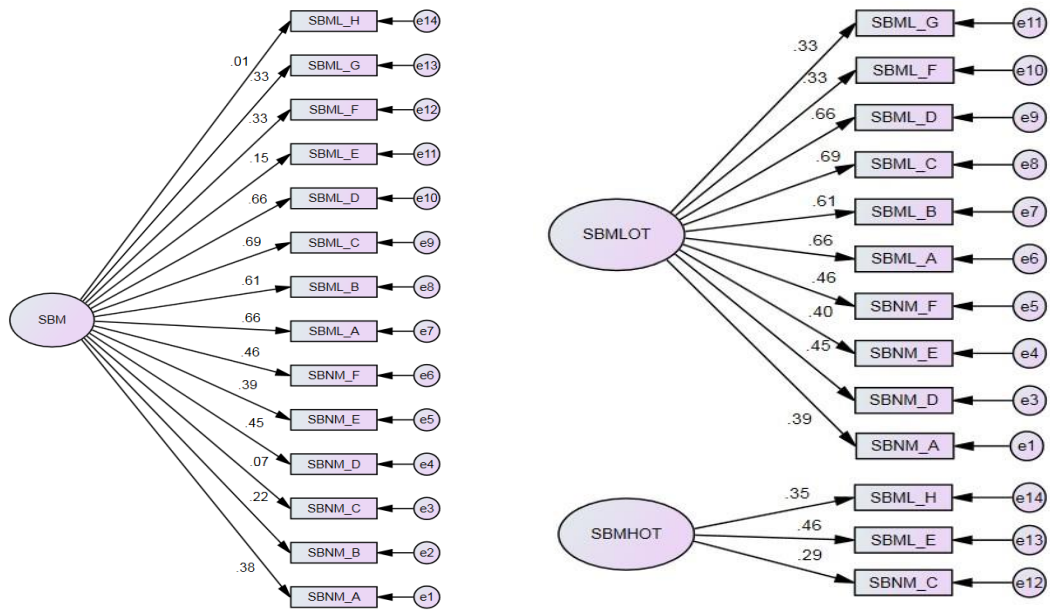 SBML_H e14
.01
SBML_G e13
.33
SBML_F e12
.33
SBML_E e11
.15
SBML_D e10
.66
SBML_C e9
.69
SBML_B e8
.61
SBM
SBML_A e7
.66
SBNM_F e6
.46
SBNM_E e5
.39
SBNM_D e4
.45
SBNM_C e3
.07
SBNM_B e2
.22
SBNM_A e1
.38
SBML_G e11
.33
SBML_F e10
.33
SBML_D e9
.66
SBML_C e8
.69
SBML_B e7
.61
SBMLOT
SBML_A e6
.66
SBNM_F e5
.46
SBNM_E e4
.40
SBNM_D e3
.45
SBNM_A e1
.39
SBML_H e14
.35
SBMHOT
SBML_E e13
.46
SBNM_C e12
.29